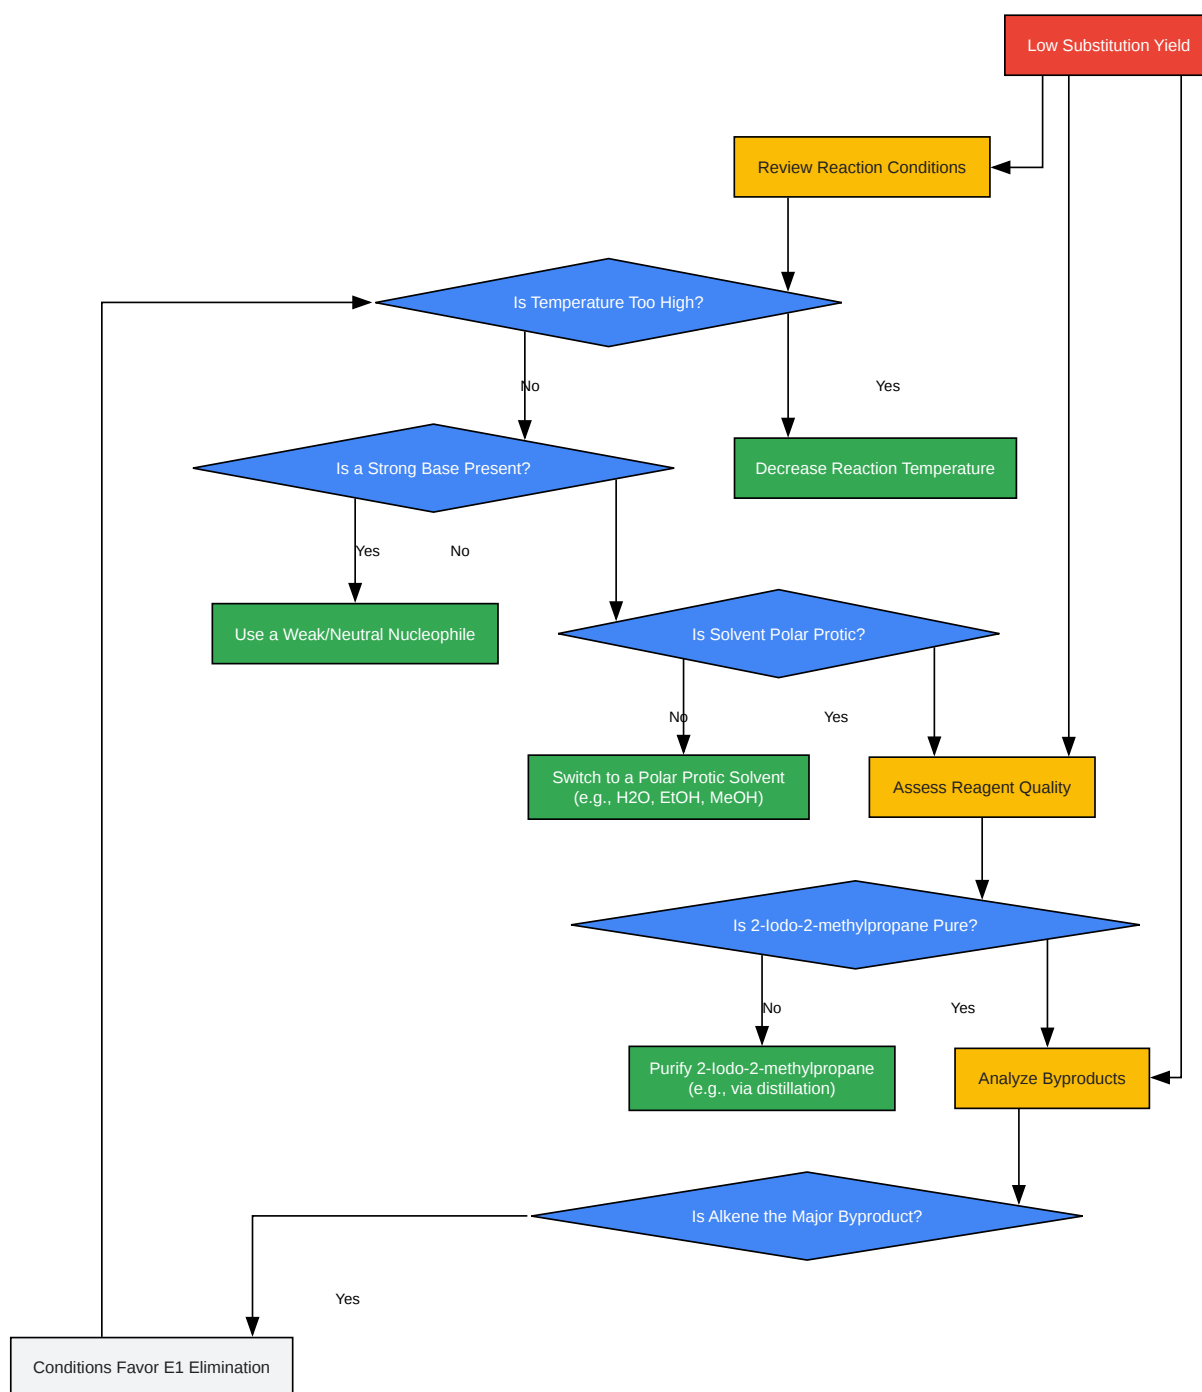 Low Substitution Yield
Review Reaction Conditions
Is Temperature Too High?
No
Yes
Is a Strong Base Present?
Decrease Reaction Temperature
Yes
No
Use a Weak/Neutral Nucleophile
Is Solvent Polar Protic?
No
Yes
Switch to a Polar Protic Solvent
(e.g., H2O, EtOH, MeOH)
Assess Reagent Quality
Is 2-Iodo-2-methylpropane Pure?
No
Yes
Purify 2-Iodo-2-methylpropane
(e.g., via distillation)
Analyze Byproducts
Is Alkene the Major Byproduct?
Yes
Conditions Favor E1 Elimination